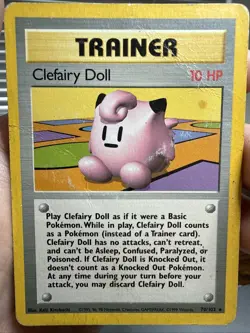 TRAINER
Clefairy Doll
10 HP
Play Clefairy Doll as if it were a Basic
Pokémon. While in play, Clefairy Doll counts
as a Pokémon (instead of a Trainer card).
Clefairy Doll has no attacks, can't retreat,
and can't be Asleep, Confused, Paralyzed, or
Poisoned. If Clefairy Doll is Knocked Out, it
doesn't count as a Knocked Out Pokémon.
At any time during your turn before your
attack, you may discard Clefairy Doll.